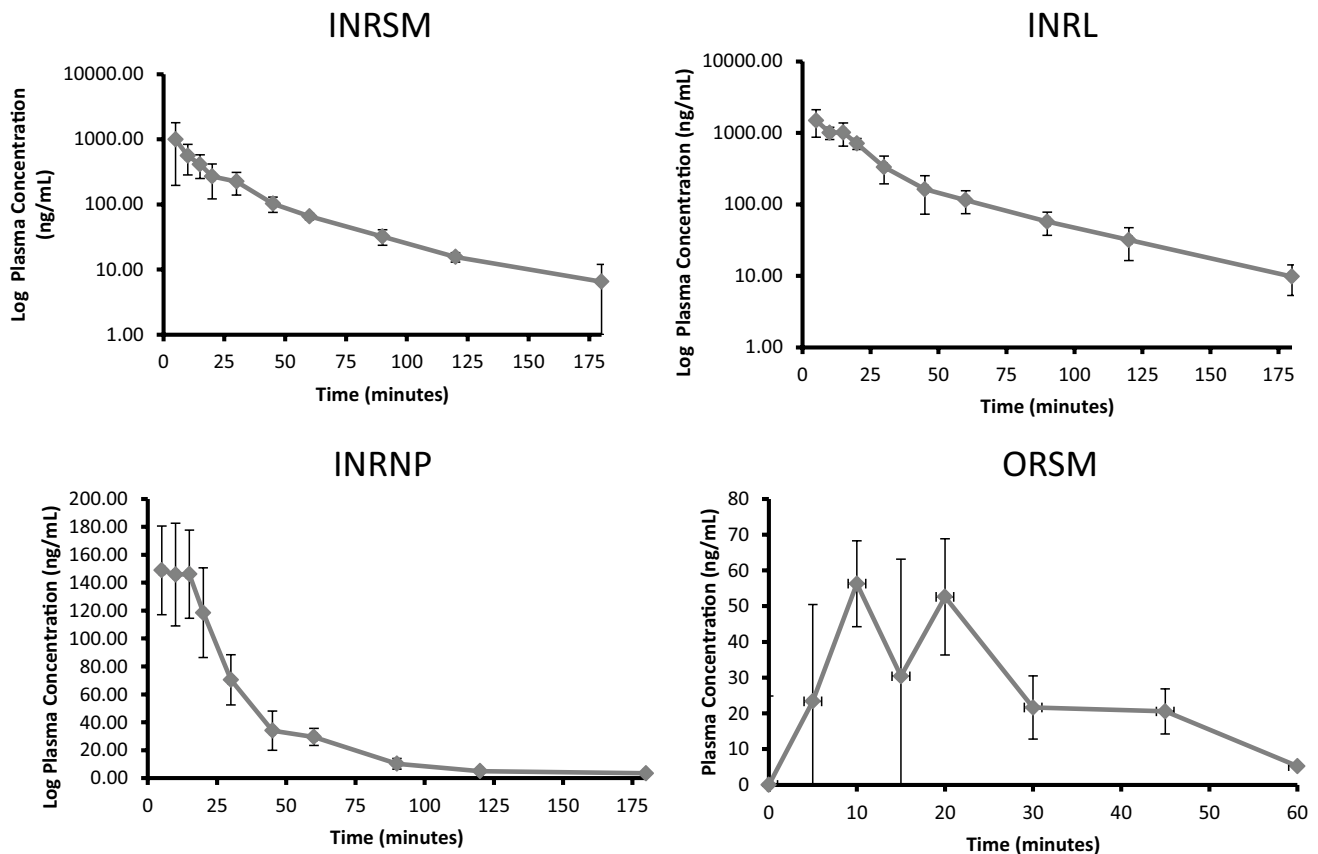 INRSM
Log Plasma Concentration
(ng/mL)
10000.00
1000.00
100.00
10.00
1.00
0 25 50 75 100 125 150 175
Time (minutes)
INRL
Log Plasma Concentration (ng/mL)
10000.00
1000.00
100.00
10.00
1.00
0 25 50 75 100 125 150 175
Time (minutes)
INRNP
Log Plasma Concentration (ng/mL)
200.00
180.00
160.00
140.00
120.00
100.00
80.00
60.00
40.00
20.00
0.00
0 25 50 75 100 125 150 175
Time (minutes)
ORSM
Plasma Concentration (ng/mL)
80
70
60
50
40
30
20
10
0
0 10 20 30 40 50 60
Time (minutes)